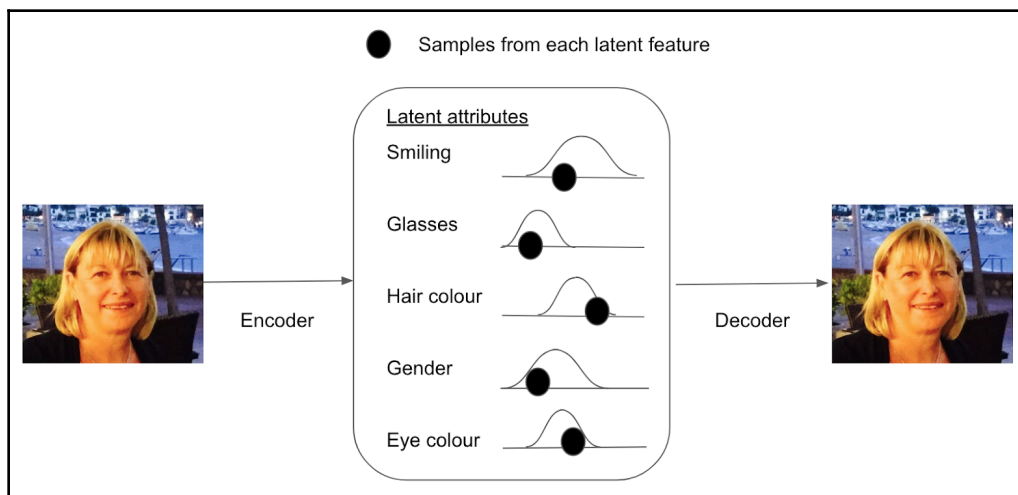 Samples from each latent feature
Latent attributes
Smiling
Glasses
Hair colour
Gender
Eye colour
Encoder
Decoder